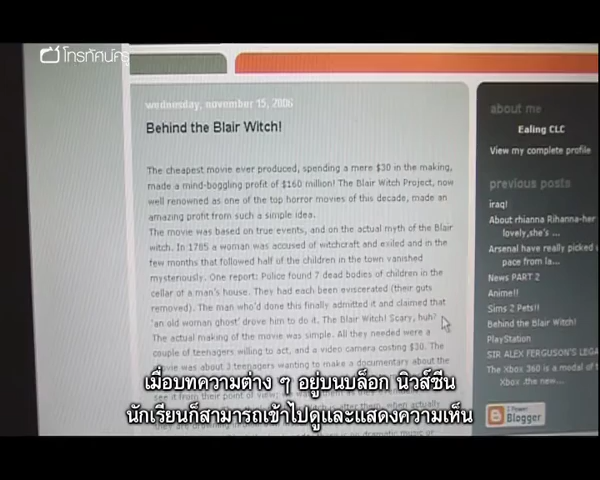 โทรทัศน์ครู
wednesday, november 15, 2006
Behind the Blair Witch!
The cheapest movie ever produced, spending a mere $30 in the making,
made a mind-boggling profit of $160 million! The Blair Witch Project, now
well renowned as one of the top horror movies of this decade, made an
amazing profit from such a simple idea.
The movie was based on true events, and on the actual myth of the Blair
witch. In 1785 a woman was accused of witchcraft and exiled and in the
few months that followed half of the children in the town vanished
mysteriously. One report: Police found 7 dead bodies of children in the
cellar of a man's house. They had each been eviscerated (their guts
removed). The man who'd done this finally admitted it and claimed that
'an old woman ghost' drove him to do it. The Blair Witch! Scary, huh?
The actual making of the movie was simple. All they needed were a
couple of teenagers willing to act, and a video camera costing $30. The
movie was about 3 teenagers wanting to make a documentary about the
about me
Ealing CLC
View my complete profile
previous posts
iraq!
About rhianna Rihanna-her
lovely,she's ...
Arsenal have really picked
pace from la...
News PART 2
Anime!!
Sims 2 Pets!!
Behind the Blair Witch!
PlayStation
SIR ALEX FERGUSON'S LEGA
The Xbox 360 is a modal of
Xbox .the new...
Blogger
เมื่อบทความต่าง ๆ อยู่บนบล็อก นิวส์ซีน
นักเรียนก็สามารถเข้าไปดูและแสดงความเห็น